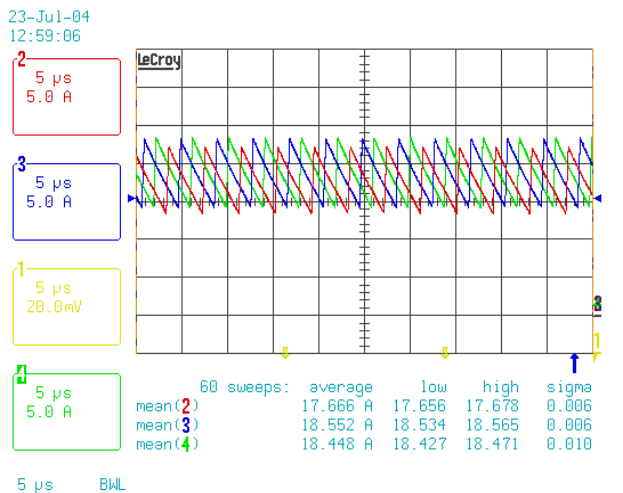 23-Jul-04
12:59:06
LeCroy
2
5 µs
5.0 A
3
5 µs
5.0 A
1
5 µs
20.0mV
4
5 µs
5.0 A
1
60 sweeps: average low high sigma
mean(2) 17.666 A 17.656 17.678 0.006
mean(3) 18.552 A 18.534 18.565 0.006
mean(4) 18.448 A 18.427 18.471 0.010
5 µs BWL